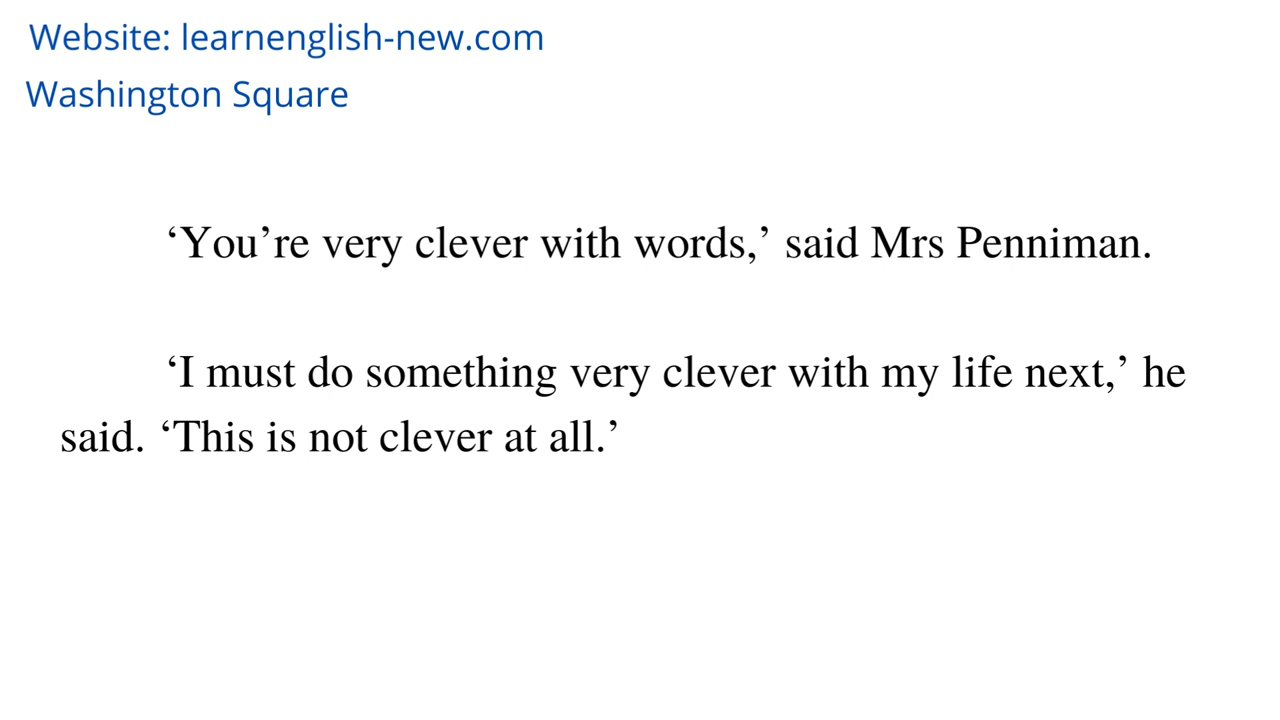 Website: learnenglish-new.com
Washington Square
‘You’re very clever with words,’ said Mrs Penniman.
‘I must do something very clever with my life next,’ he
said. ‘This is not clever at all.’